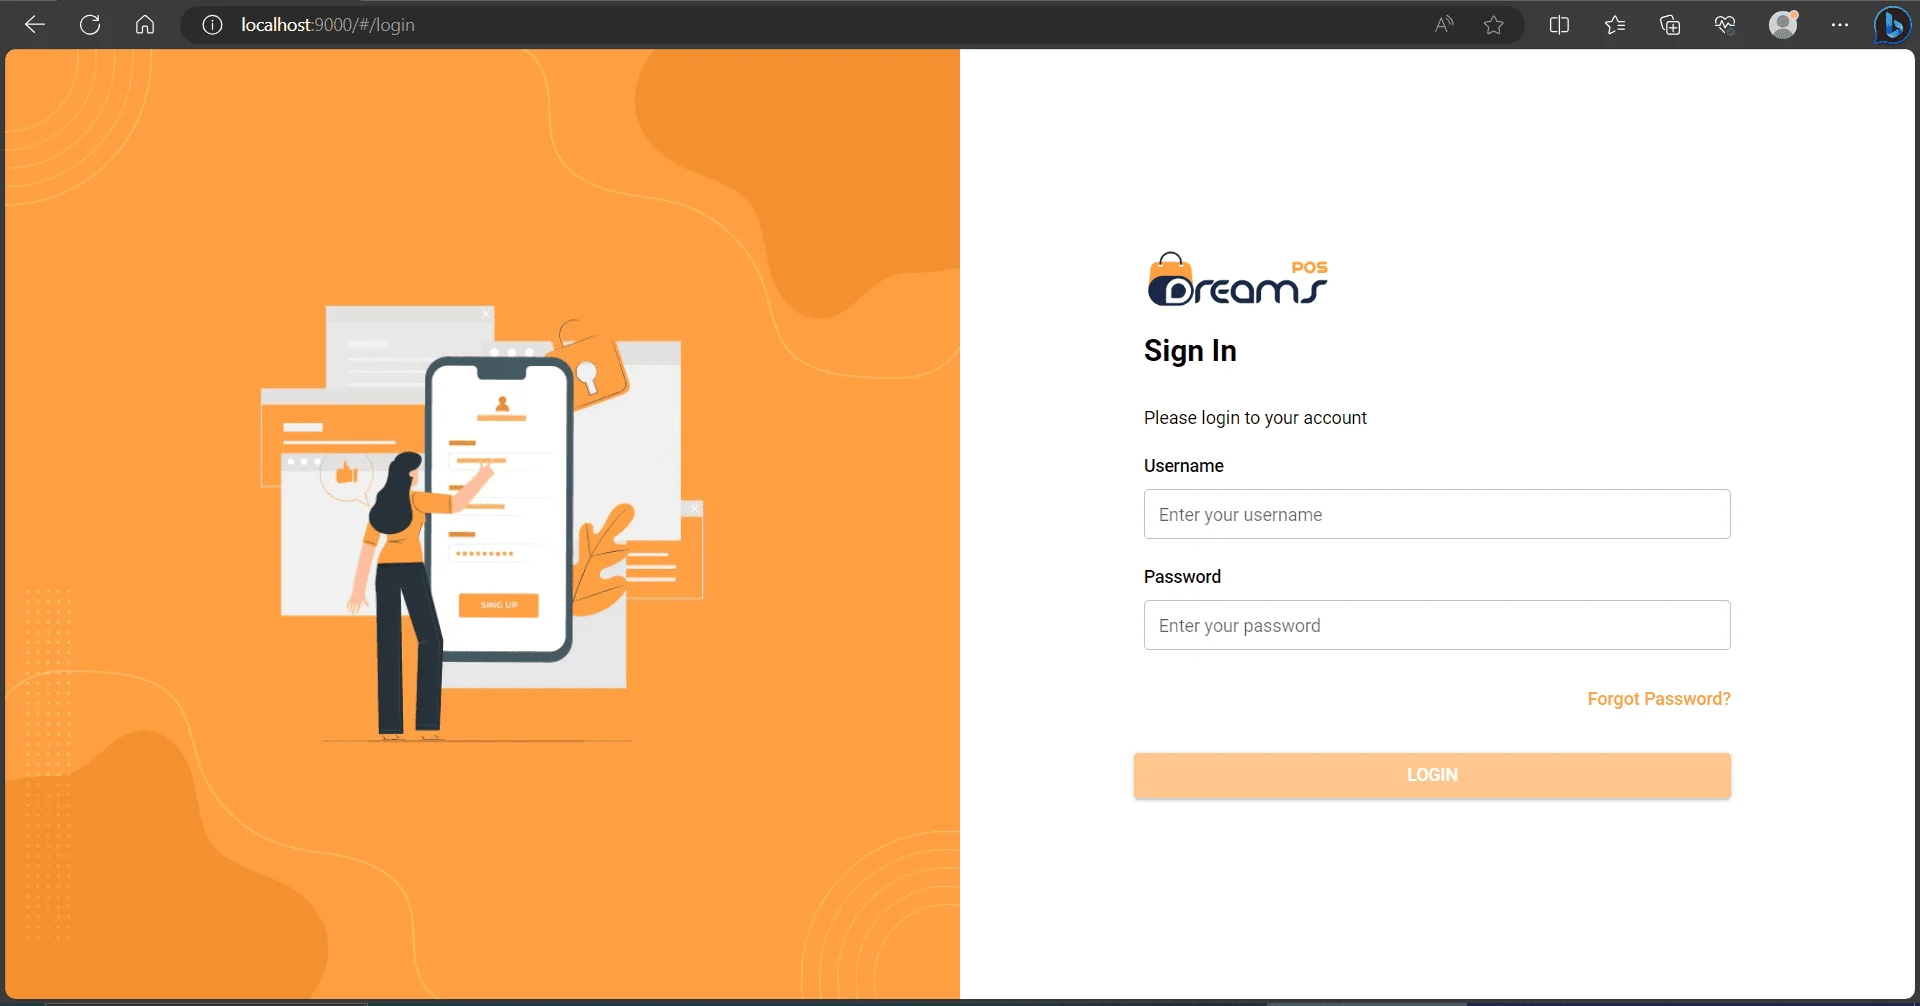 localhost:9000/#/login
SING UP
POS
Dreams
Sign In
Please login to your account
Username
Enter your username
Password
Enter your password
Forgot Password?
LOGIN